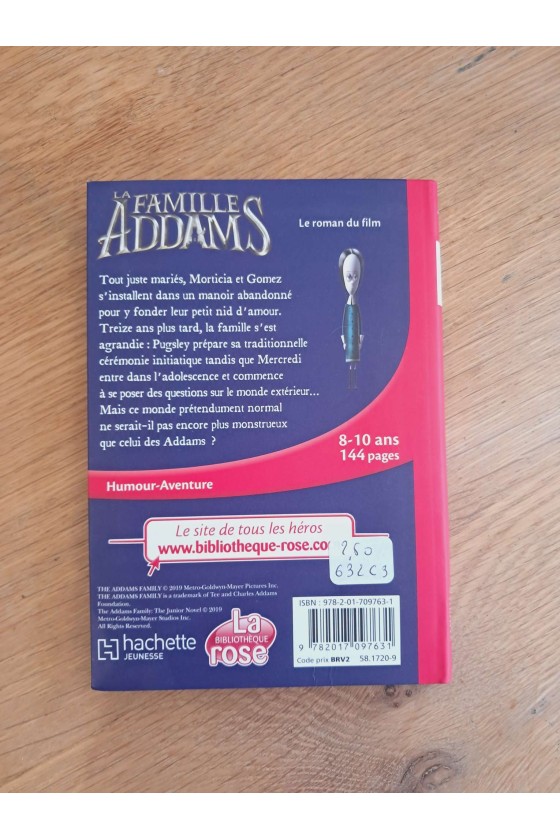 LA
FAMILLE
ADDAMS
Le roman du film
Tout juste mariés, Morticia et Gomez
s'installent dans un manoir abandonné
pour y fonder leur petit nid d'amour.
Treize ans plus tard, la famille s'est
agrandie : Pugsley prépare sa traditionnelle
cérémonie initiatique tandis que Mercredi
entre dans l'adolescence et commence
à se poser des questions sur le monde extérieur...
Mais ce monde prétendument normal
ne serait-il pas encore plus monstrueux
que celui des Addams ?
8-10 ans
144 pages
Humour-Aventure
Le site de tous les héros
www.bibliotheque-rose.co
2,50
632C3
THE ADDAMS FAMILY © 2019 Metro-Goldwyn-Mayer Pictures Inc.
THE ADDAMS FAMILY is a trademark of Tee and Charles Addams
Foundation.
The Addams Family: The Junior Novel © 2019
Metro-Goldwyn-Mayer Studios Inc.
All Rights Reserved.
hachette
JEUNESSE
La
BIBLIOTHÈQUE
rose
ISBN : 978-2-01-709763-1
9 782017 097631
Code prix BRV2 58.1720-9